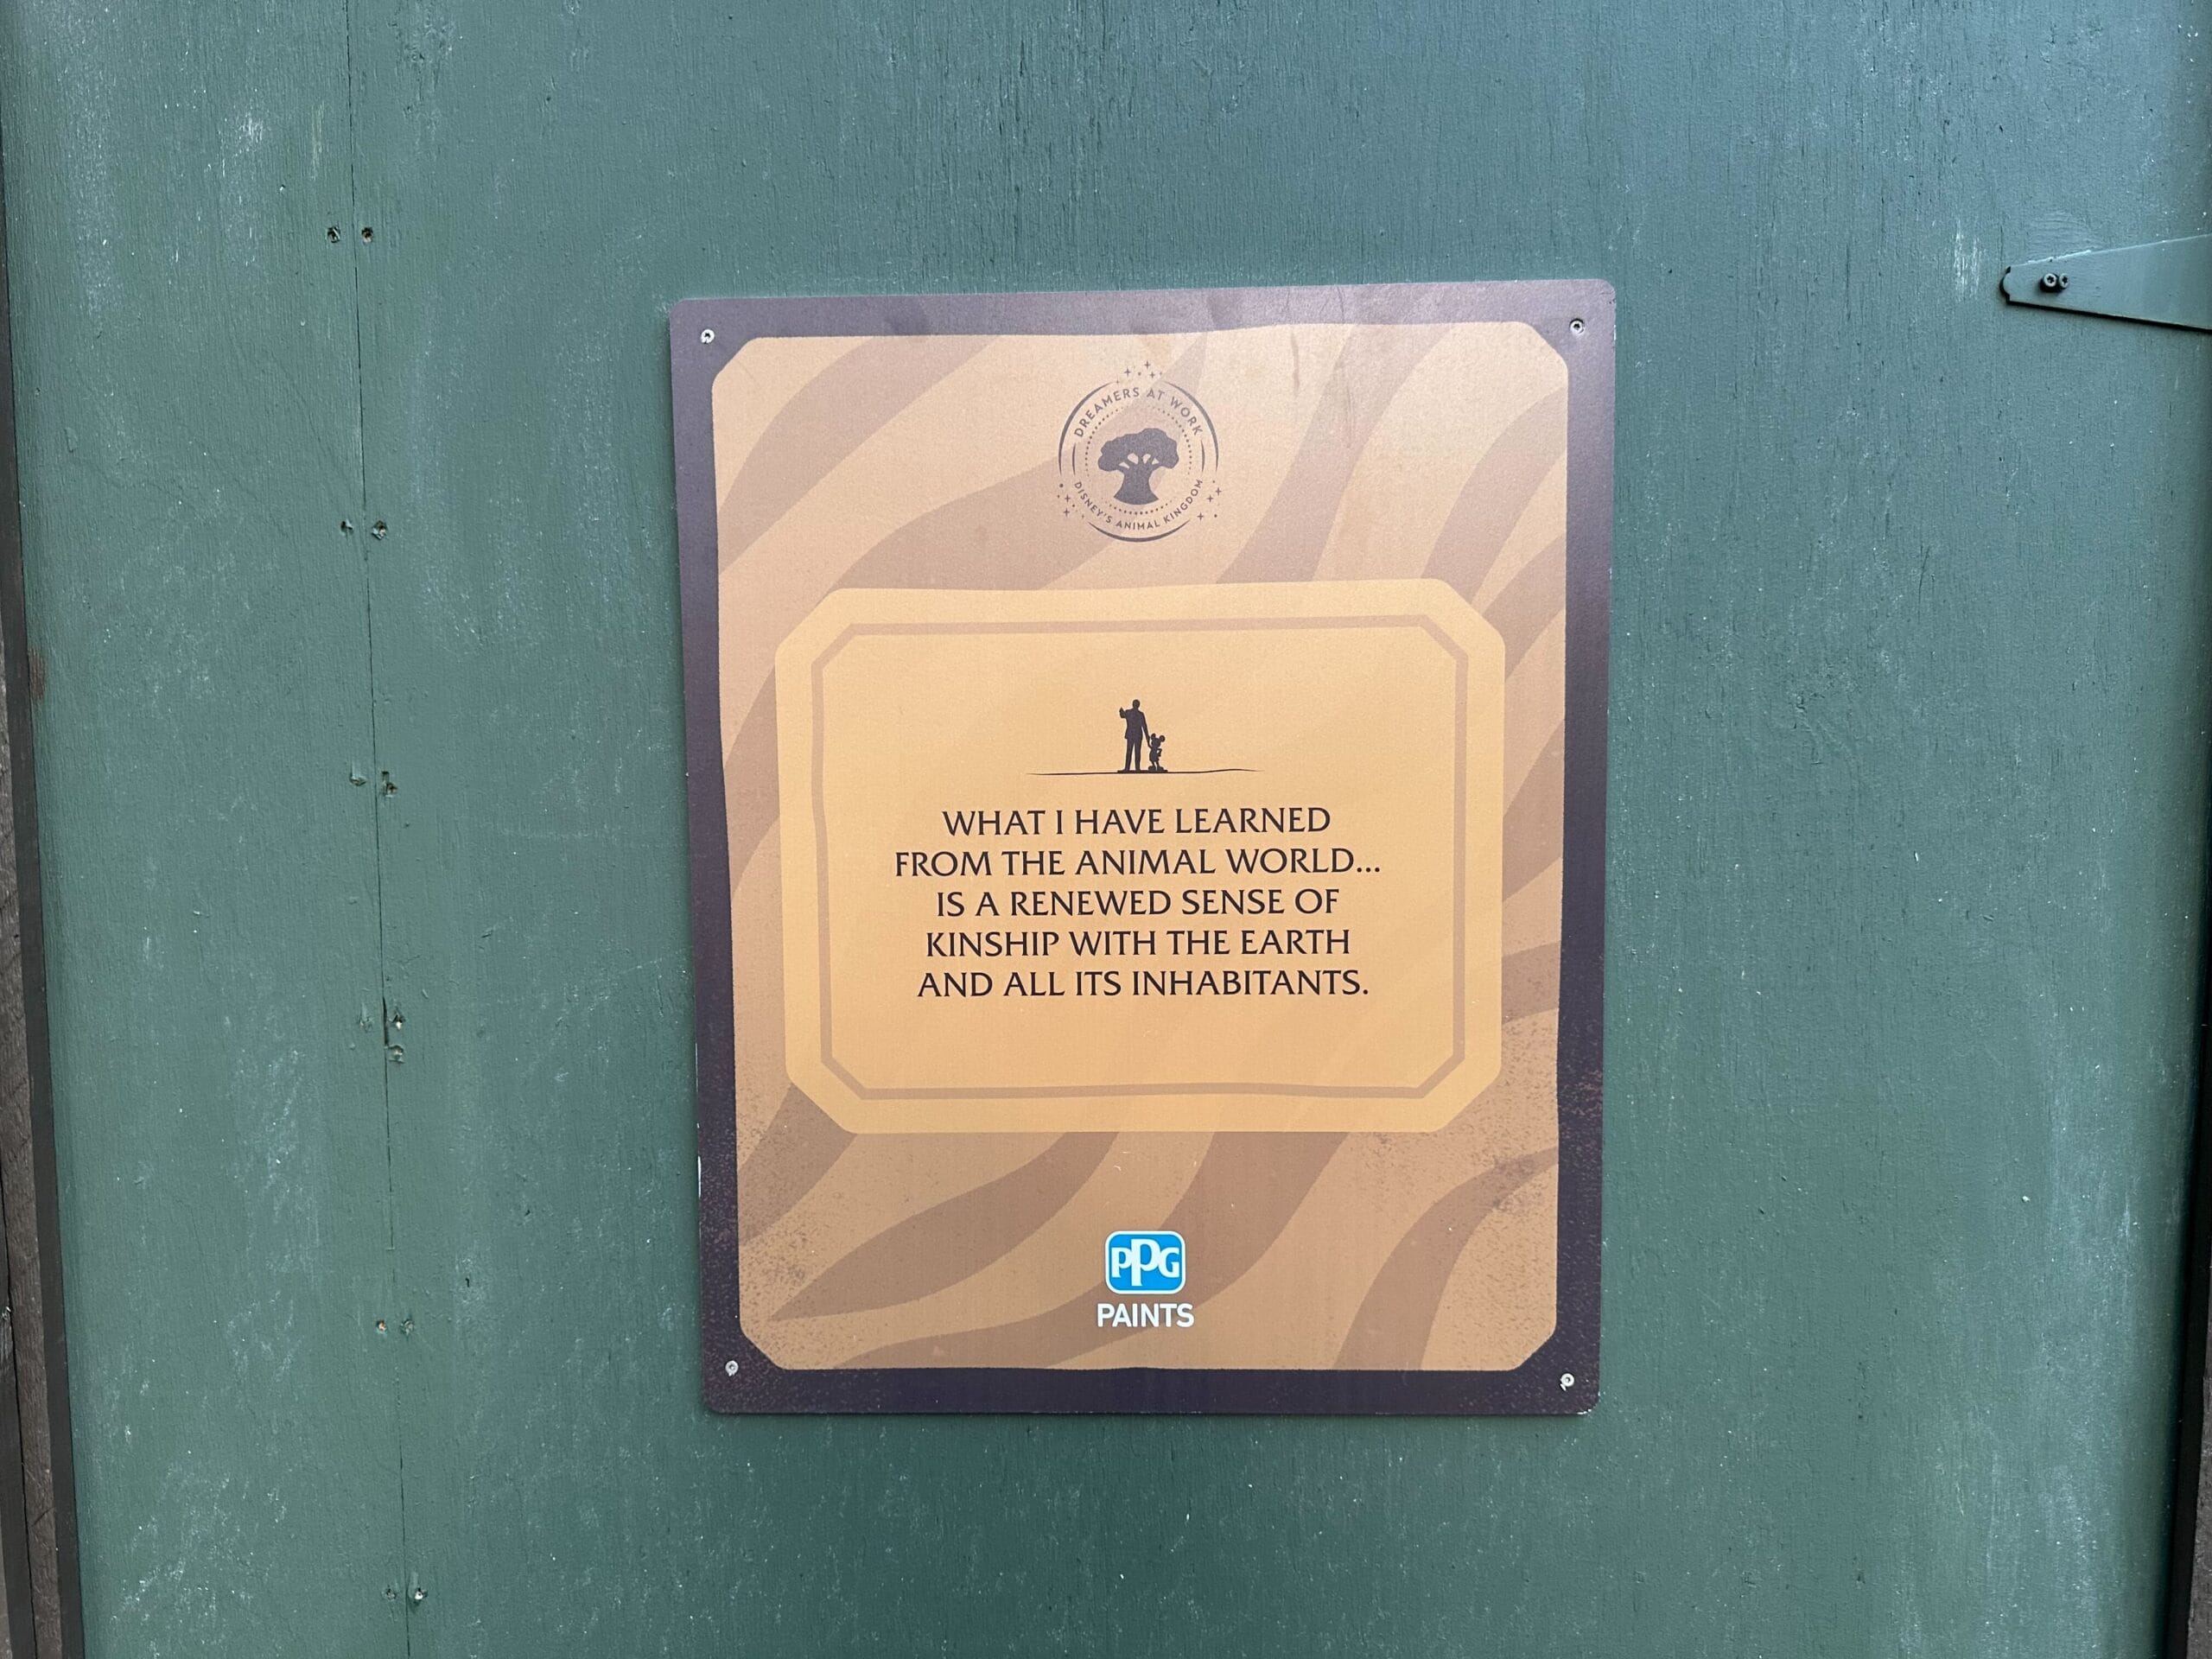 DREAMERS AT WORK
DISNEY'S ANIMAL KINGDOM
WHAT I HAVE LEARNED
FROM THE ANIMAL WORLD...
IS A RENEWED SENSE OF
KINSHIP WITH THE EARTH
AND ALL ITS INHABITANTS.
PPG
PAINTS